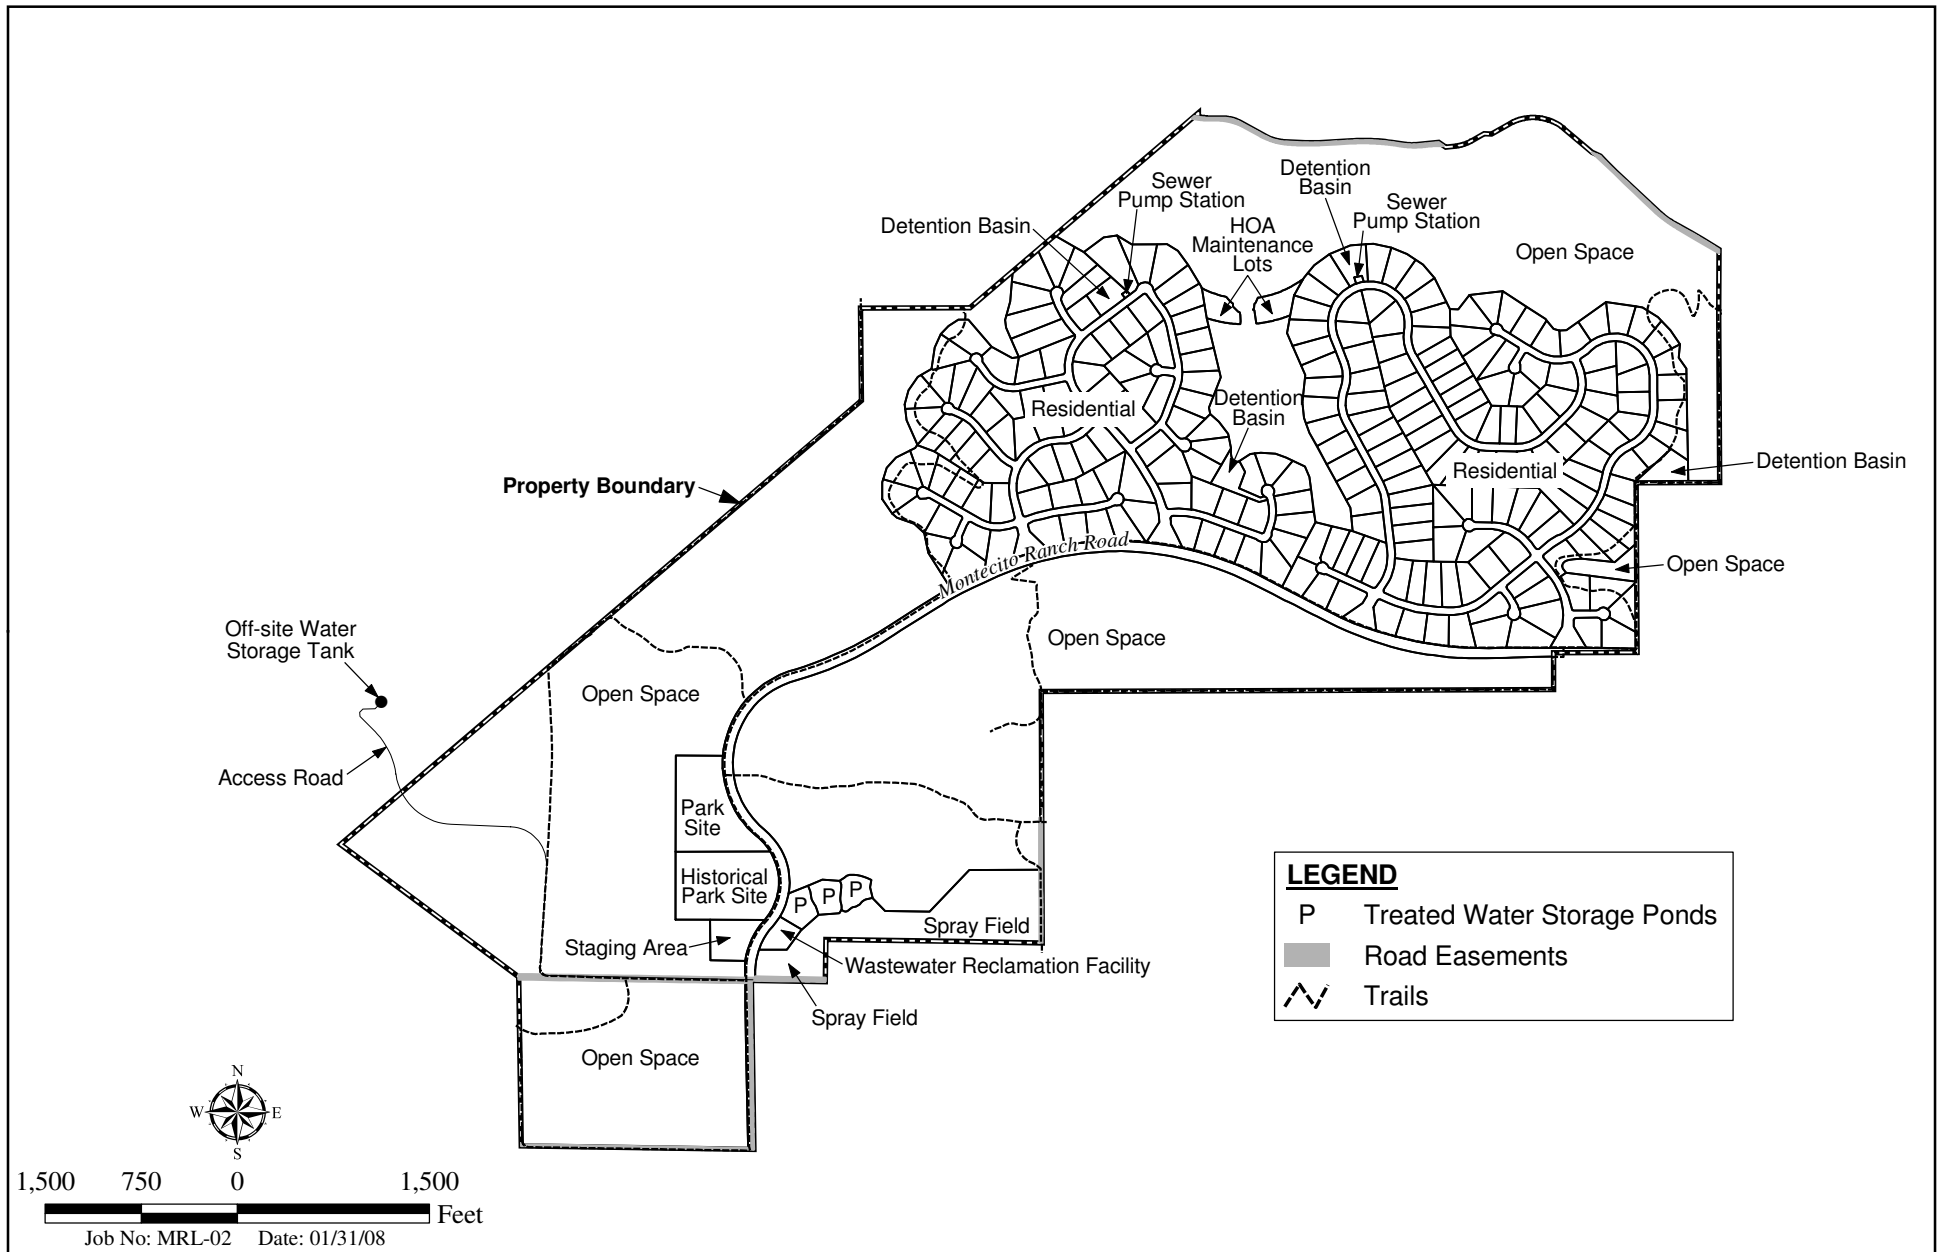 Detention
Basin
Sewer
Pump Station
Sewer
Pump Station
Detention Basin
HOA
Maintenance
Lots
Open Space
Residential
Detention
Basin
Residential
Detention Basin
Property Boundary
Montecito Ranch Road
Open Space
Off-site Water
Storage Tank
Open Space
Open Space
Access Road
Park
Site
Historical
Park Site
P
P
P
Spray Field
Staging Area
Wastewater Reclamation Facility
Spray Field
Open Space
LEGEND
P Treated Water Storage Ponds
Road Easements
Trails
N
W E
S
1,500 750 0 1,500
Feet
Job No: MRL-02 Date: 01/31/08